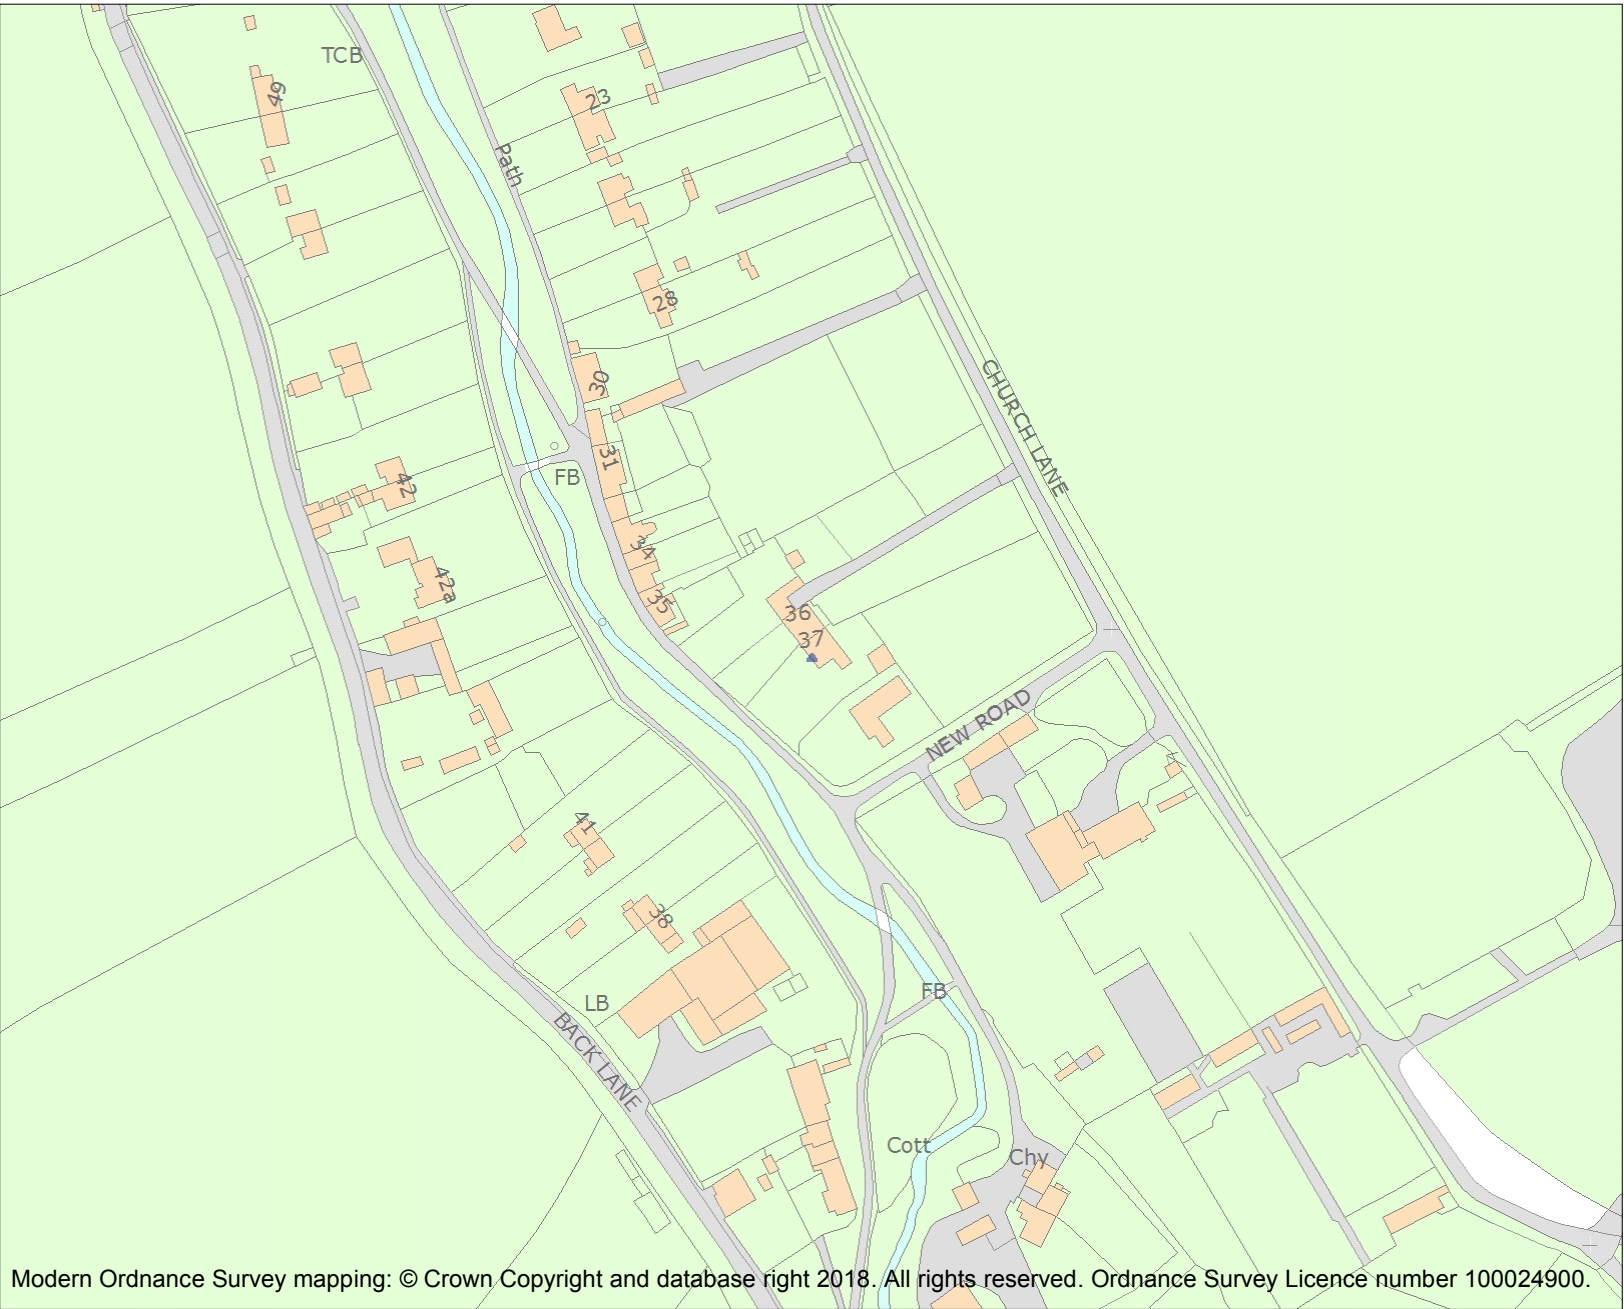 TCB
49
23
Path
28
CHURCH LANE
30
31
FB
42
34
42a
35
36
37
NEW ROAD
41
38
LB
FB
BACK LANE
Cott
Chy
Modern Ordnance Survey mapping: © Crown Copyright and database right 2018. All rights reserved. Ordnance Survey Licence number 100024900.